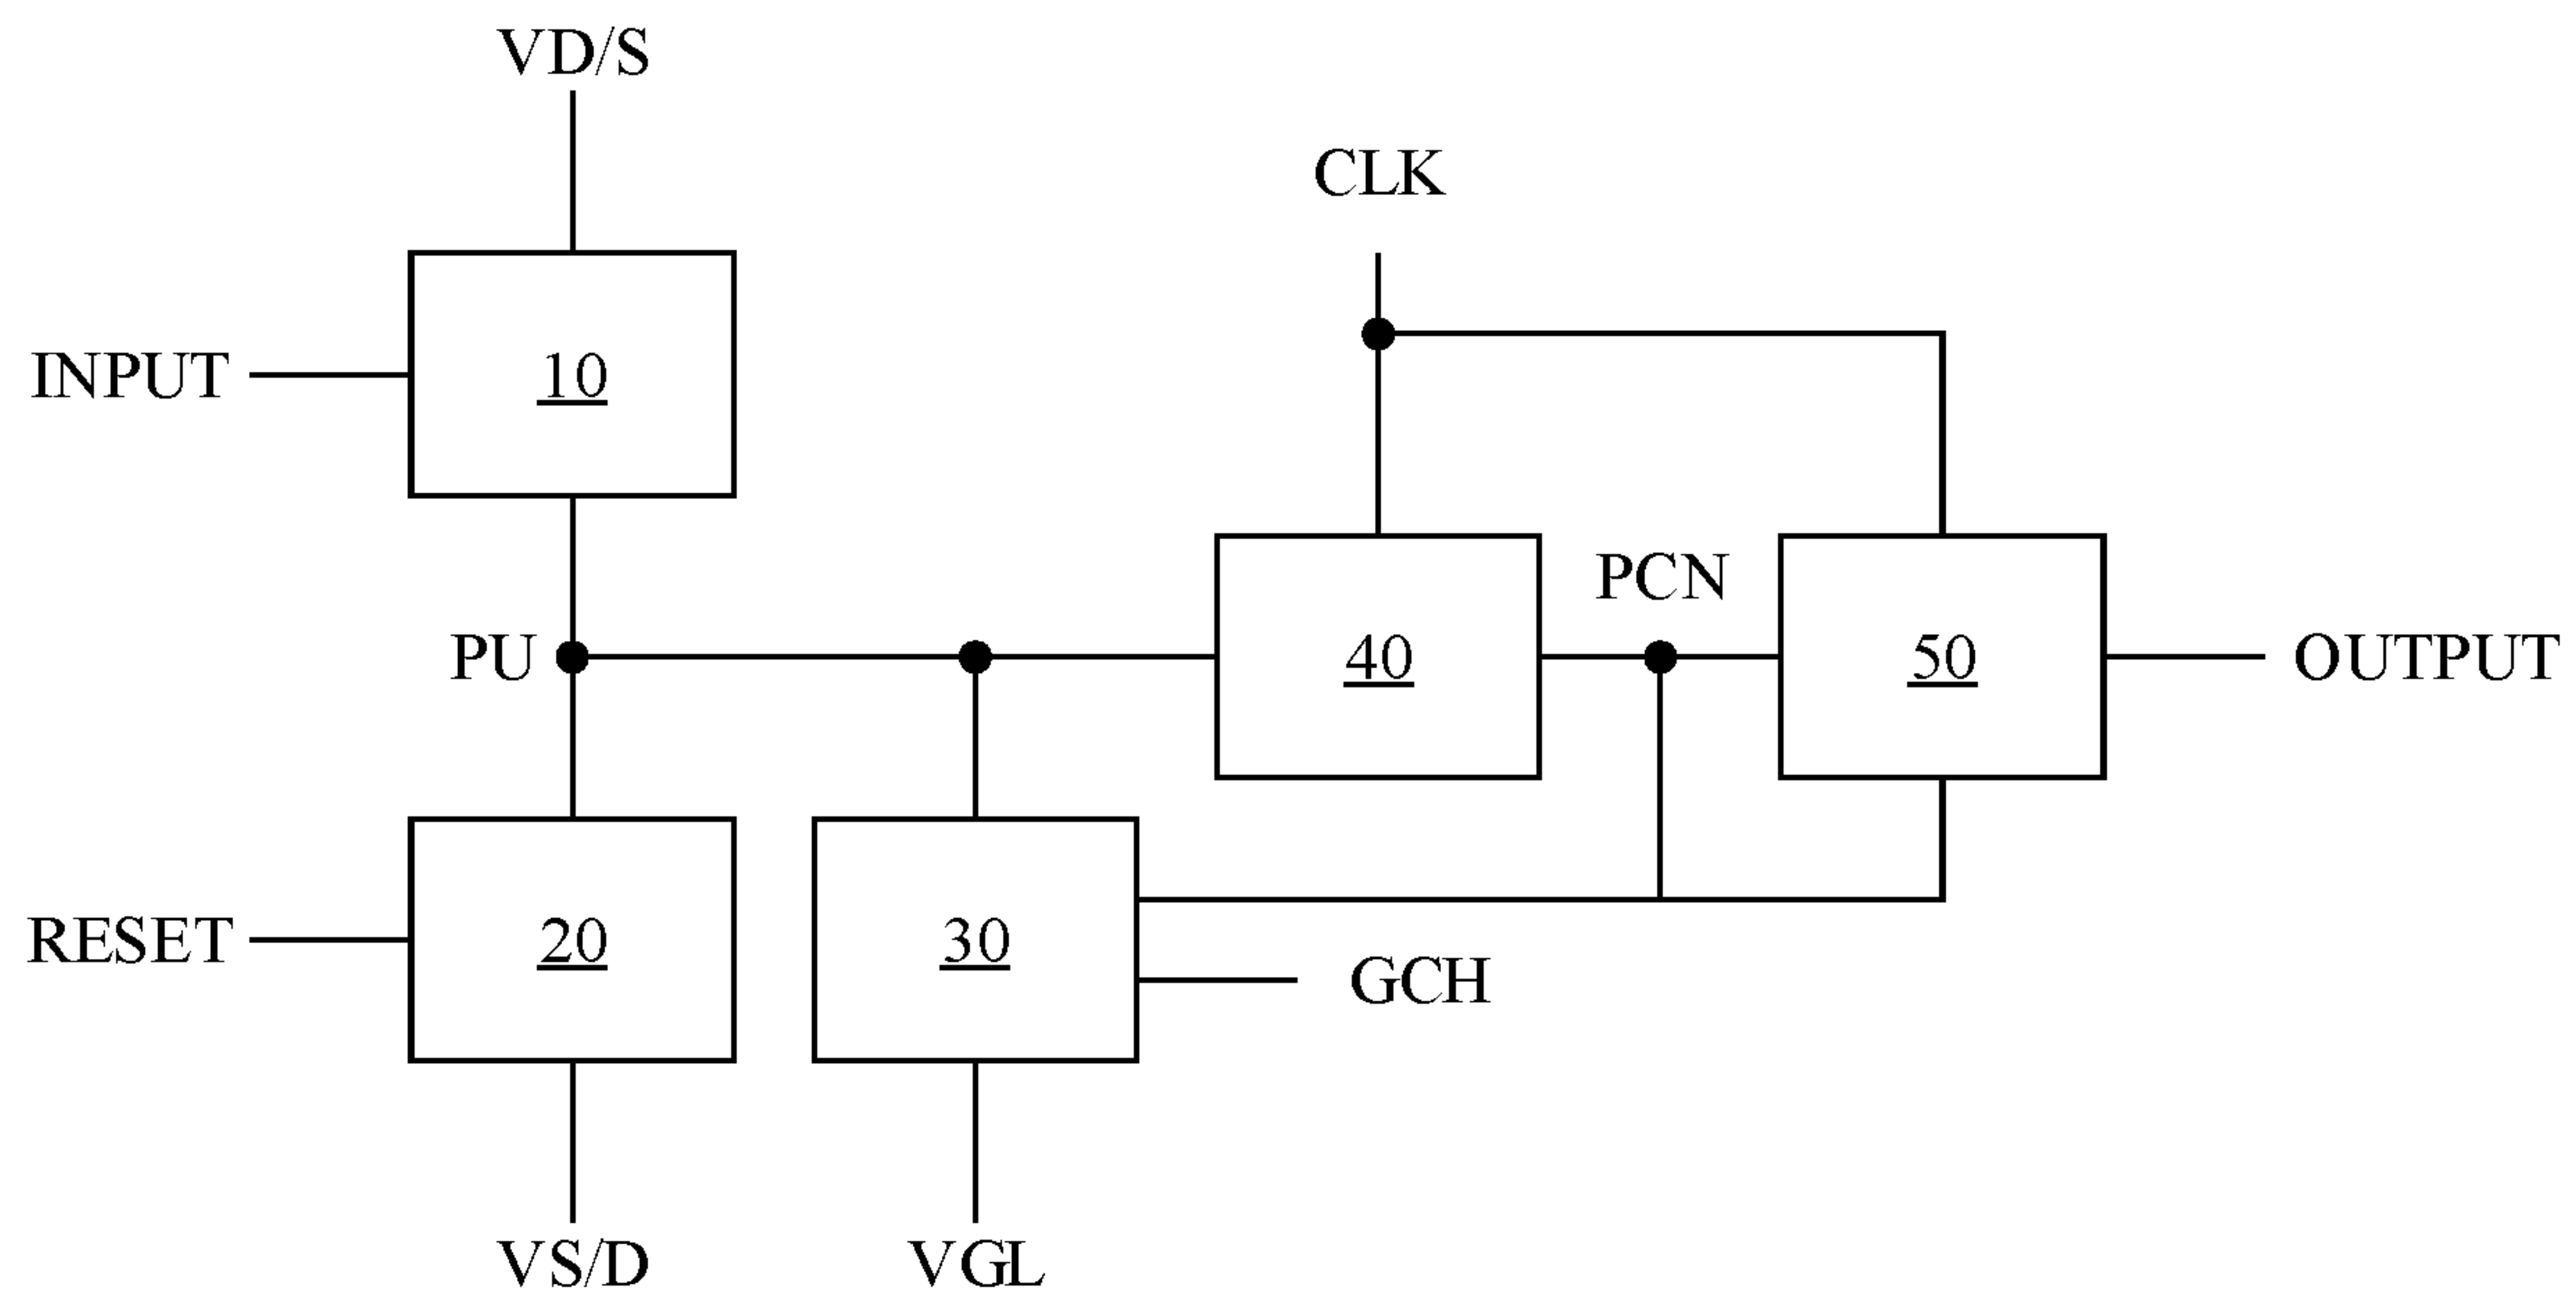 VD/S
CLK
INPUT
10
PCN
PU
40
50
OUTPUT
RESET
20
30
GCH
VS/D
VGL